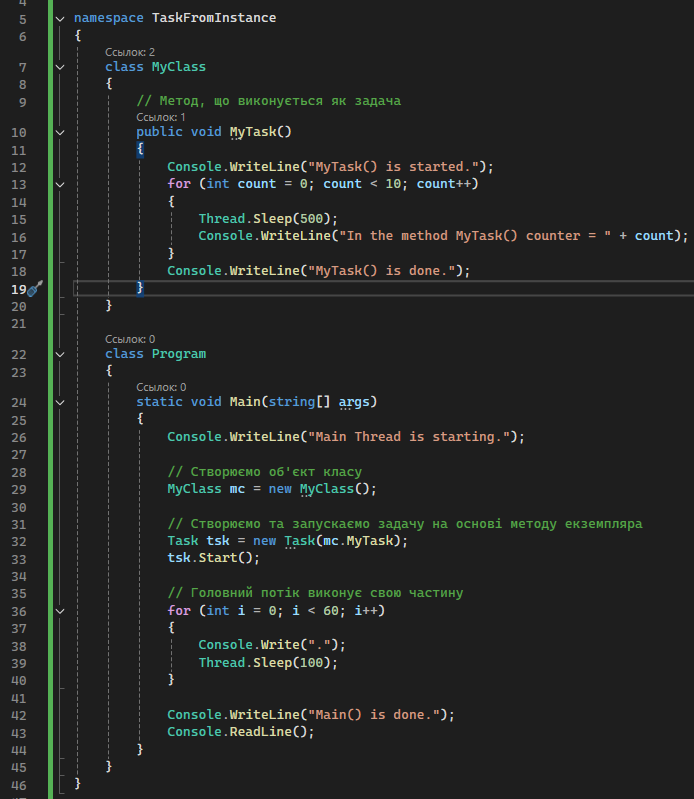 4
5 namespace TaskFromInstance
6 {
Ссылок: 2
7 class MyClass
8 {
9 // Метод, що виконується як задача
Ссылок: 1
10 public void MyTask()
11 {
12 Console.WriteLine("MyTask() is started.");
13 for (int count = 0; count < 10; count++)
14 {
15 Thread.Sleep(500);
16 Console.WriteLine("In the method MyTask() counter = " + count);
17 }
18 Console.WriteLine("MyTask() is done.");
19 }
20 }
21
Ссылок: 0
22 class Program
23 {
Ссылок: 0
24 static void Main(string[] args)
25 {
26 Console.WriteLine("Main Thread is starting.");
27
28 // Створюємо об'єкт класу
29 MyClass mc = new MyClass();
30
31 // Створюємо та запускаємо задачу на основі методу екземпляра
32 Task tsk = new Task(mc.MyTask);
33 tsk.Start();
34
35 // Головний потік виконує свою частину
36 for (int i = 0; i < 60; i++)
37 {
38 Console.Write(".");
39 Thread.Sleep(100);
40 }
41
42 Console.WriteLine("Main() is done.");
43 Console.ReadLine();
44 }
45 }
46 }